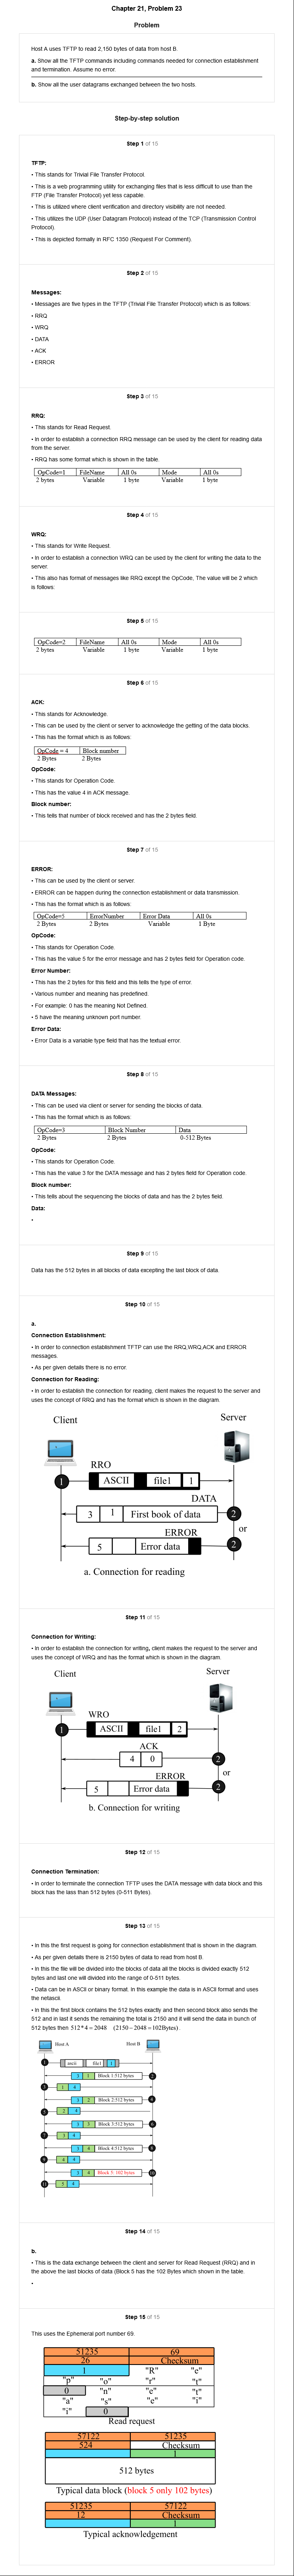 Chapter 21, Problem 23
Problem
Host A uses TFTP to read 2,150 bytes of data from host B.
a. Show all the TFTP commands including commands needed for connection establishment
and termination. Assume no error.
b. Show all the user datagrams exchanged between the two hosts.
Step-by-step solution
Step 1 of 15
TFTP:
• This stands for Trivial File Transfer Protocol.
• This is a web programming utility for exchanging files that is less difficult to use than the
FTP (File Transfer Protocol) yet less capable.
• This is utilized where client verification and directory visibility are not needed.
• This utilizes the UDP (User Datagram Protocol) instead of the TCP (Transmission Control
Protocol).
• This is depicted formally in RFC 1350 (Request For Comment).
Step 2 of 15
Messages:
• Messages are five types in the TFTP (Trivial File Transfer Protocol) which is as follows:
• RRQ
• WRQ
• DATA
• ACK
• ERROR
Step 3 of 15
RRQ:
• This stands for Read Request.
• In order to establish a connection RRQ message can be used by the client for reading data
from the server.
• RRQ has some format which is shown in the table.
OpCode=1 FileName All 0s Mode All 0s
2 bytes Variable 1 byte Variable 1 byte
Step 4 of 15
WRQ:
• This stands for Write Request.
• In order to establish a connection WRQ can be used by the client for writing the data to the
server.
• This also has format of messages like RRQ except the OpCode, The value will be 2 which
is follows:
Step 5 of 15
OpCode=2 FileName All 0s Mode All 0s
2 bytes Variable 1 byte Variable 1 byte
Step 6 of 15
ACK:
• This stands for Acknowledge.
• This can be used by the client or server to acknowledge the getting of the data blocks.
• This has the format which is as follows:
OpCode = 4 Block number
2 Bytes 2 Bytes
OpCode:
• This stands for Operation Code.
• This has the value 4 in ACK message.
Block number:
• This tells that number of block received and has the 2 bytes field.
Step 7 of 15
ERROR:
• This can be used by the client or server.
• ERROR can be happen during the connection establishment or data transmission.
• This has the format which is as follows:
OpCode=5 ErrorNumber Error Data All 0s
2 Bytes 2 Bytes Variable 1 Byte
OpCode:
• This stands for Operation Code.
• This has the value 5 for the error message and has 2 bytes field for Operation code.
Error Number:
• This has the 2 bytes for this field and this tells the type of error.
• Various number and meaning has predefined.
• For example: 0 has the meaning Not Defined.
• 5 have the meaning unknown port number.
Error Data:
• Error Data is a variable type field that has the textual error.
Step 8 of 15
DATA Messages:
• This can be used via client or server for sending the blocks of data.
• This has the format which is as follows:
OpCode=3 Block Number Data
2 Bytes 2 Bytes 0-512 Bytes
OpCode:
• This stands for Operation Code.
• This has the value 3 for the DATA message and has 2 bytes field for Operation code.
Block number:
• This tells about the sequencing the blocks of data and has the 2 bytes field.
Data:
•
Step 9 of 15
Data has the 512 bytes in all blocks of data excepting the last block of data.
Step 10 of 15
a.
Connection Establishment:
• In order to connection establishment TFTP can use the RRQ,WRQ,ACK and ERROR
messages.
• As per given details there is no error.
Connection for Reading:
• In order to establish the connection for reading, client makes the request to the server and
uses the concept of RRQ and has the format which is shown in the diagram.
Client Server
RRO
1 ASCII file1 1
DATA
3 1 First book of data 2
ERROR or
5 Error data 2
a. Connection for reading
Step 11 of 15
Connection for Writing:
• In order to establish the connection for writing, client makes the request to the server and
uses the concept of WRQ and has the format which is shown in the diagram.
Client Server
WRO
1 ASCII file1 2
ACK
4 0 2
ERROR or
5 Error data 2
b. Connection for writing
Step 12 of 15
Connection Termination:
• In order to terminate the connection TFTP uses the DATA message with data block and this
block has the lass than 512 bytes (0-511 Bytes).
Step 13 of 15
• In this the first request is going for connection establishment that is shown in the diagram.
• As per given details there is 2150 bytes of data to read from host B.
• In this the file will be divided into the blocks of data all the blocks is divided exactly 512
bytes and last one will divided into the range of 0-511 bytes.
• Data can be in ASCII or binary format. In this example the data is in ASCII format and uses
the netascii.
• In this the first block contains the 512 bytes exactly and then second block also sends the
512 and in last it sends the remaining the total is 2150 and it will send the data in bunch of
512 bytes then 512*4 = 2048 (2150−2048 = 102Bytes).
Host A Host B
ascii file1 1
Block 1:512 bytes
Block 2:512 bytes
Block 3:512 bytes
Block 4:512 bytes
Block 5: 102 bytes
Step 14 of 15
b.
• This is the data exchange between the client and server for Read Request (RRQ) and in
the above the last blocks of data (Block 5 has the 102 Bytes which shown in the table.
•
Step 15 of 15
This uses the Ephemeral port number 69.
51235 69
26 Checksum
1 "R" "e"
"p" "o" "r" "t"
0 "n" "e" "t"
"a" "s" "c" "i"
"i" 0
Read request
57122 51235
524 Checksum
1
512 bytes
Typical data block (block 5 only 102 bytes)
51235 57122
12 Checksum
1
Typical acknowledgement